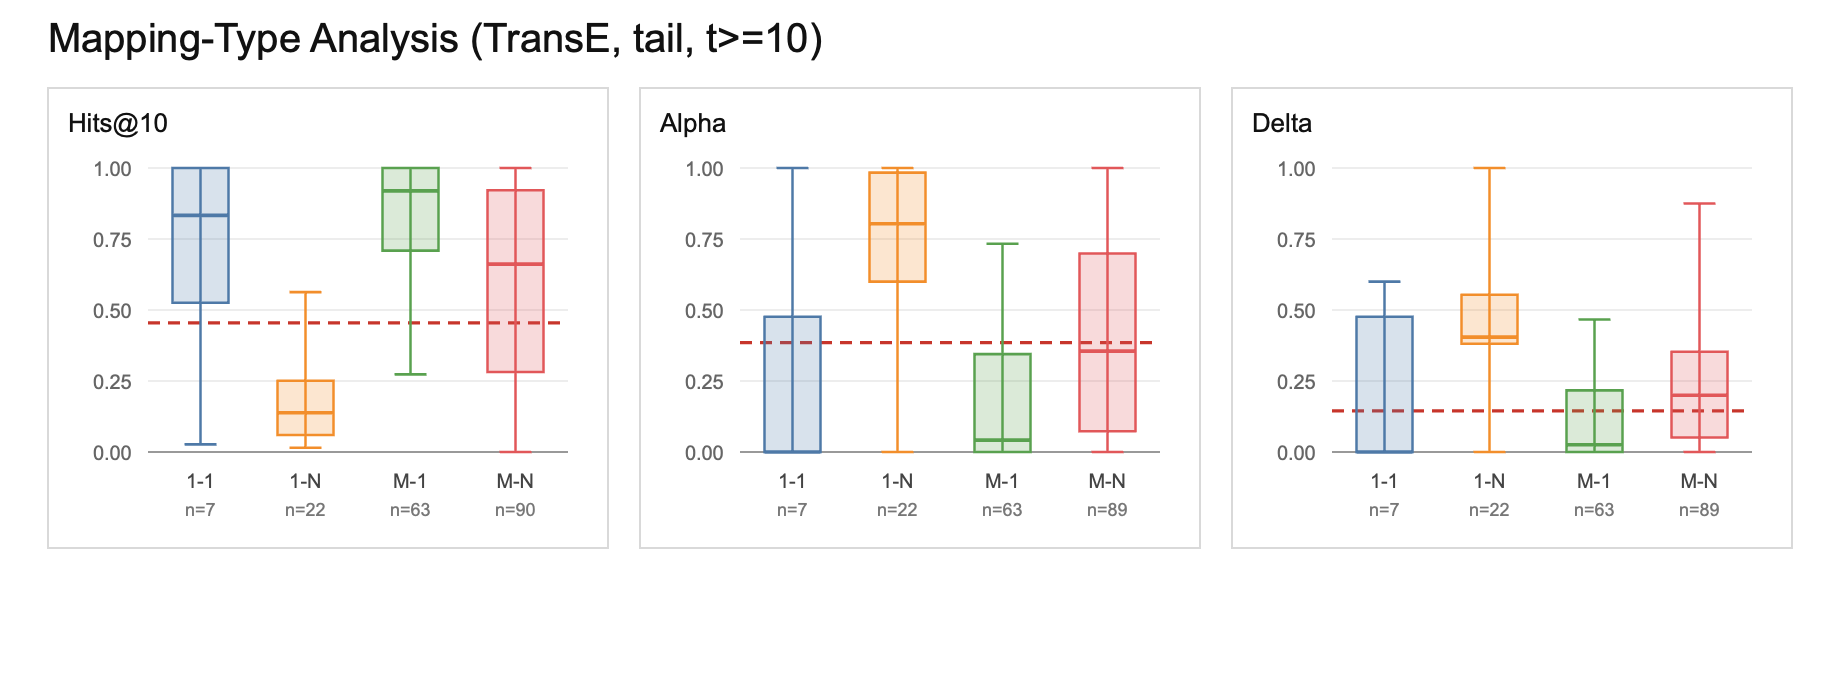 Mapping-Type Analysis (TransE, tail, t>=10)
Hits@10
1.00
0.75
0.50
0.25
0.00
1-1 1-N M-1 M-N
n=7 n=22 n=63 n=90
Alpha
1.00
0.75
0.50
0.25
0.00
1-1 1-N M-1 M-N
n=7 n=22 n=63 n=89
Delta
1.00
0.75
0.50
0.25
0.00
1-1 1-N M-1 M-N
n=7 n=22 n=63 n=89